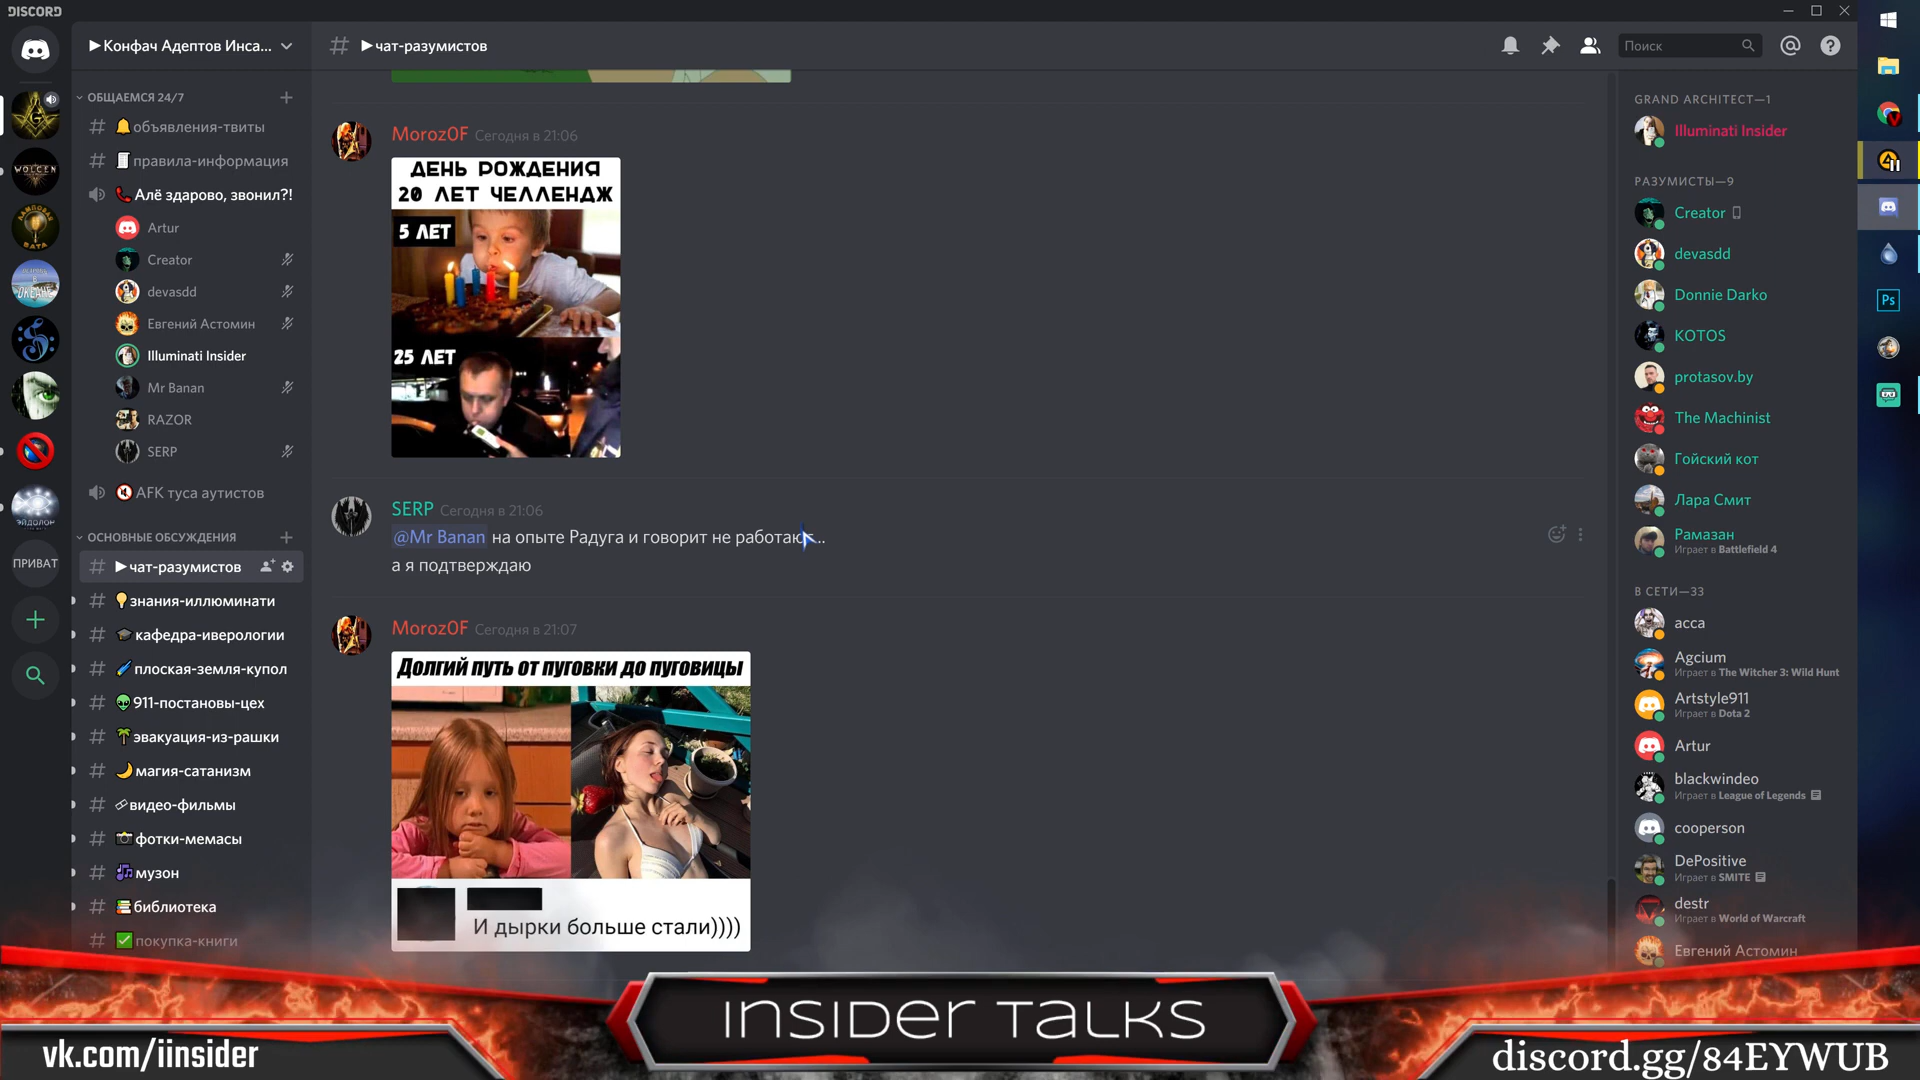 DISCORD
▶Конфач Адептов Инса...
ОБЩАЕМСЯ 24/7
объявления-твиты
правила-информация
Алё здарово, звонил?!
Artur
Creator
devasdd
Евгений Астомин
Illuminati Insider
Mr Banan
RAZOR
SERP
AFK туса аутистов
ОСНОВНЫЕ ОБСУЖДЕНИЯ
▶чат-разумистов
знания-иллюминати
кафедра-иверологии
плоская-земля-купол
911-постановы-цех
эвакуация-из-рашки
магия-сатанизм
видео-фильмы
фотки-мемасы
музон
библиотека
покупка-книги
WOLCEN
ЛАМПОВАЯ
ВАТА
ЭЙДОЛОН
ПРИВАТ
# ▶чат-разумистов
Поиск
MorozOF Сегодня в 21:06
ДЕНЬ РОЖДЕНИЯ
20 ЛЕТ ЧЕЛЛЕНДЖ
5 ЛЕТ
25 ЛЕТ
SERP Сегодня в 21:06
@Mr Banan на опыте Радуга и говорит не работаю...
а я подтверждаю
MorozOF Сегодня в 21:07
Долгий путь от пуговки до пуговицы
И дырки больше стали))))
GRAND ARCHITECT—1
Illuminati Insider
РАЗУМИСТЫ—9
Creator
devasdd
Donnie Darko
KOTOS
protasov.by
The Machinist
Гойский кот
Лара Смит
Рамазан
Играет в Battlefield 4
В СЕТИ—33
acca
Agcium
Играет в The Witcher 3: Wild Hunt
Artstyle911
Играет в Dota 2
Artur
blackwindeo
Играет в League of Legends
cooperson
DePositive
Играет в SMITE
destr
Играет в World of Warcraft
Евгений Астомин
Ps
INSIDER TALKS
vk.com/iinsider
discord.gg/84EYWUB